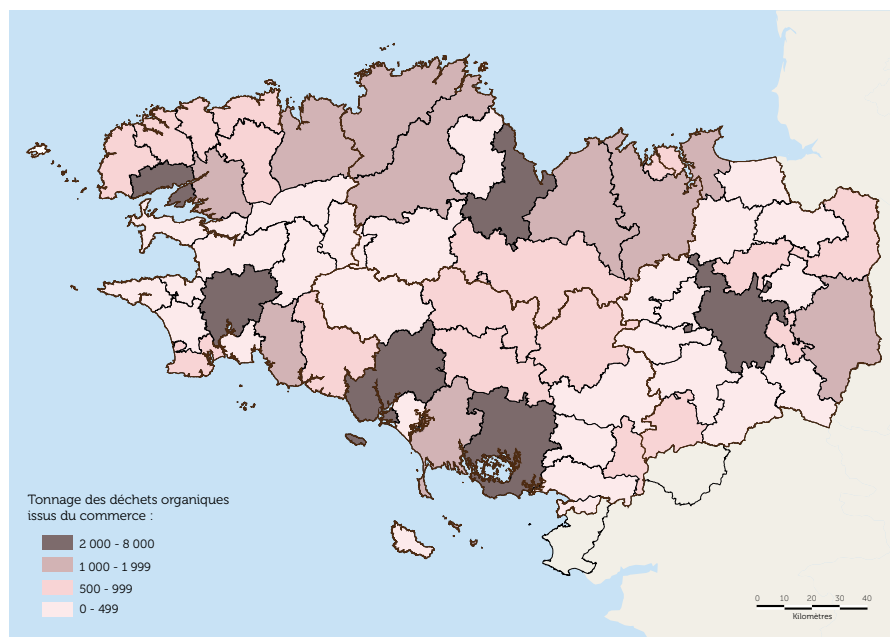 Tonnage des déchets organiques
issus du commerce :
2 000 - 8 000
1 000 - 1 999
500 - 999
0 - 499
0 10 20 30 40
Kilomètres